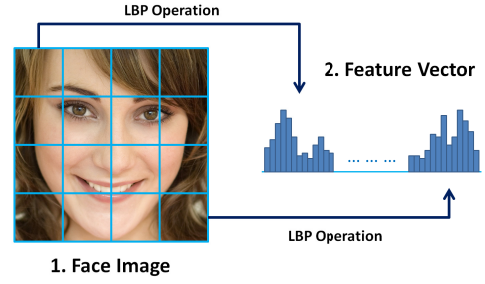 LBP Operation
2. Feature Vector
... ... ...
LBP Operation
1. Face Image